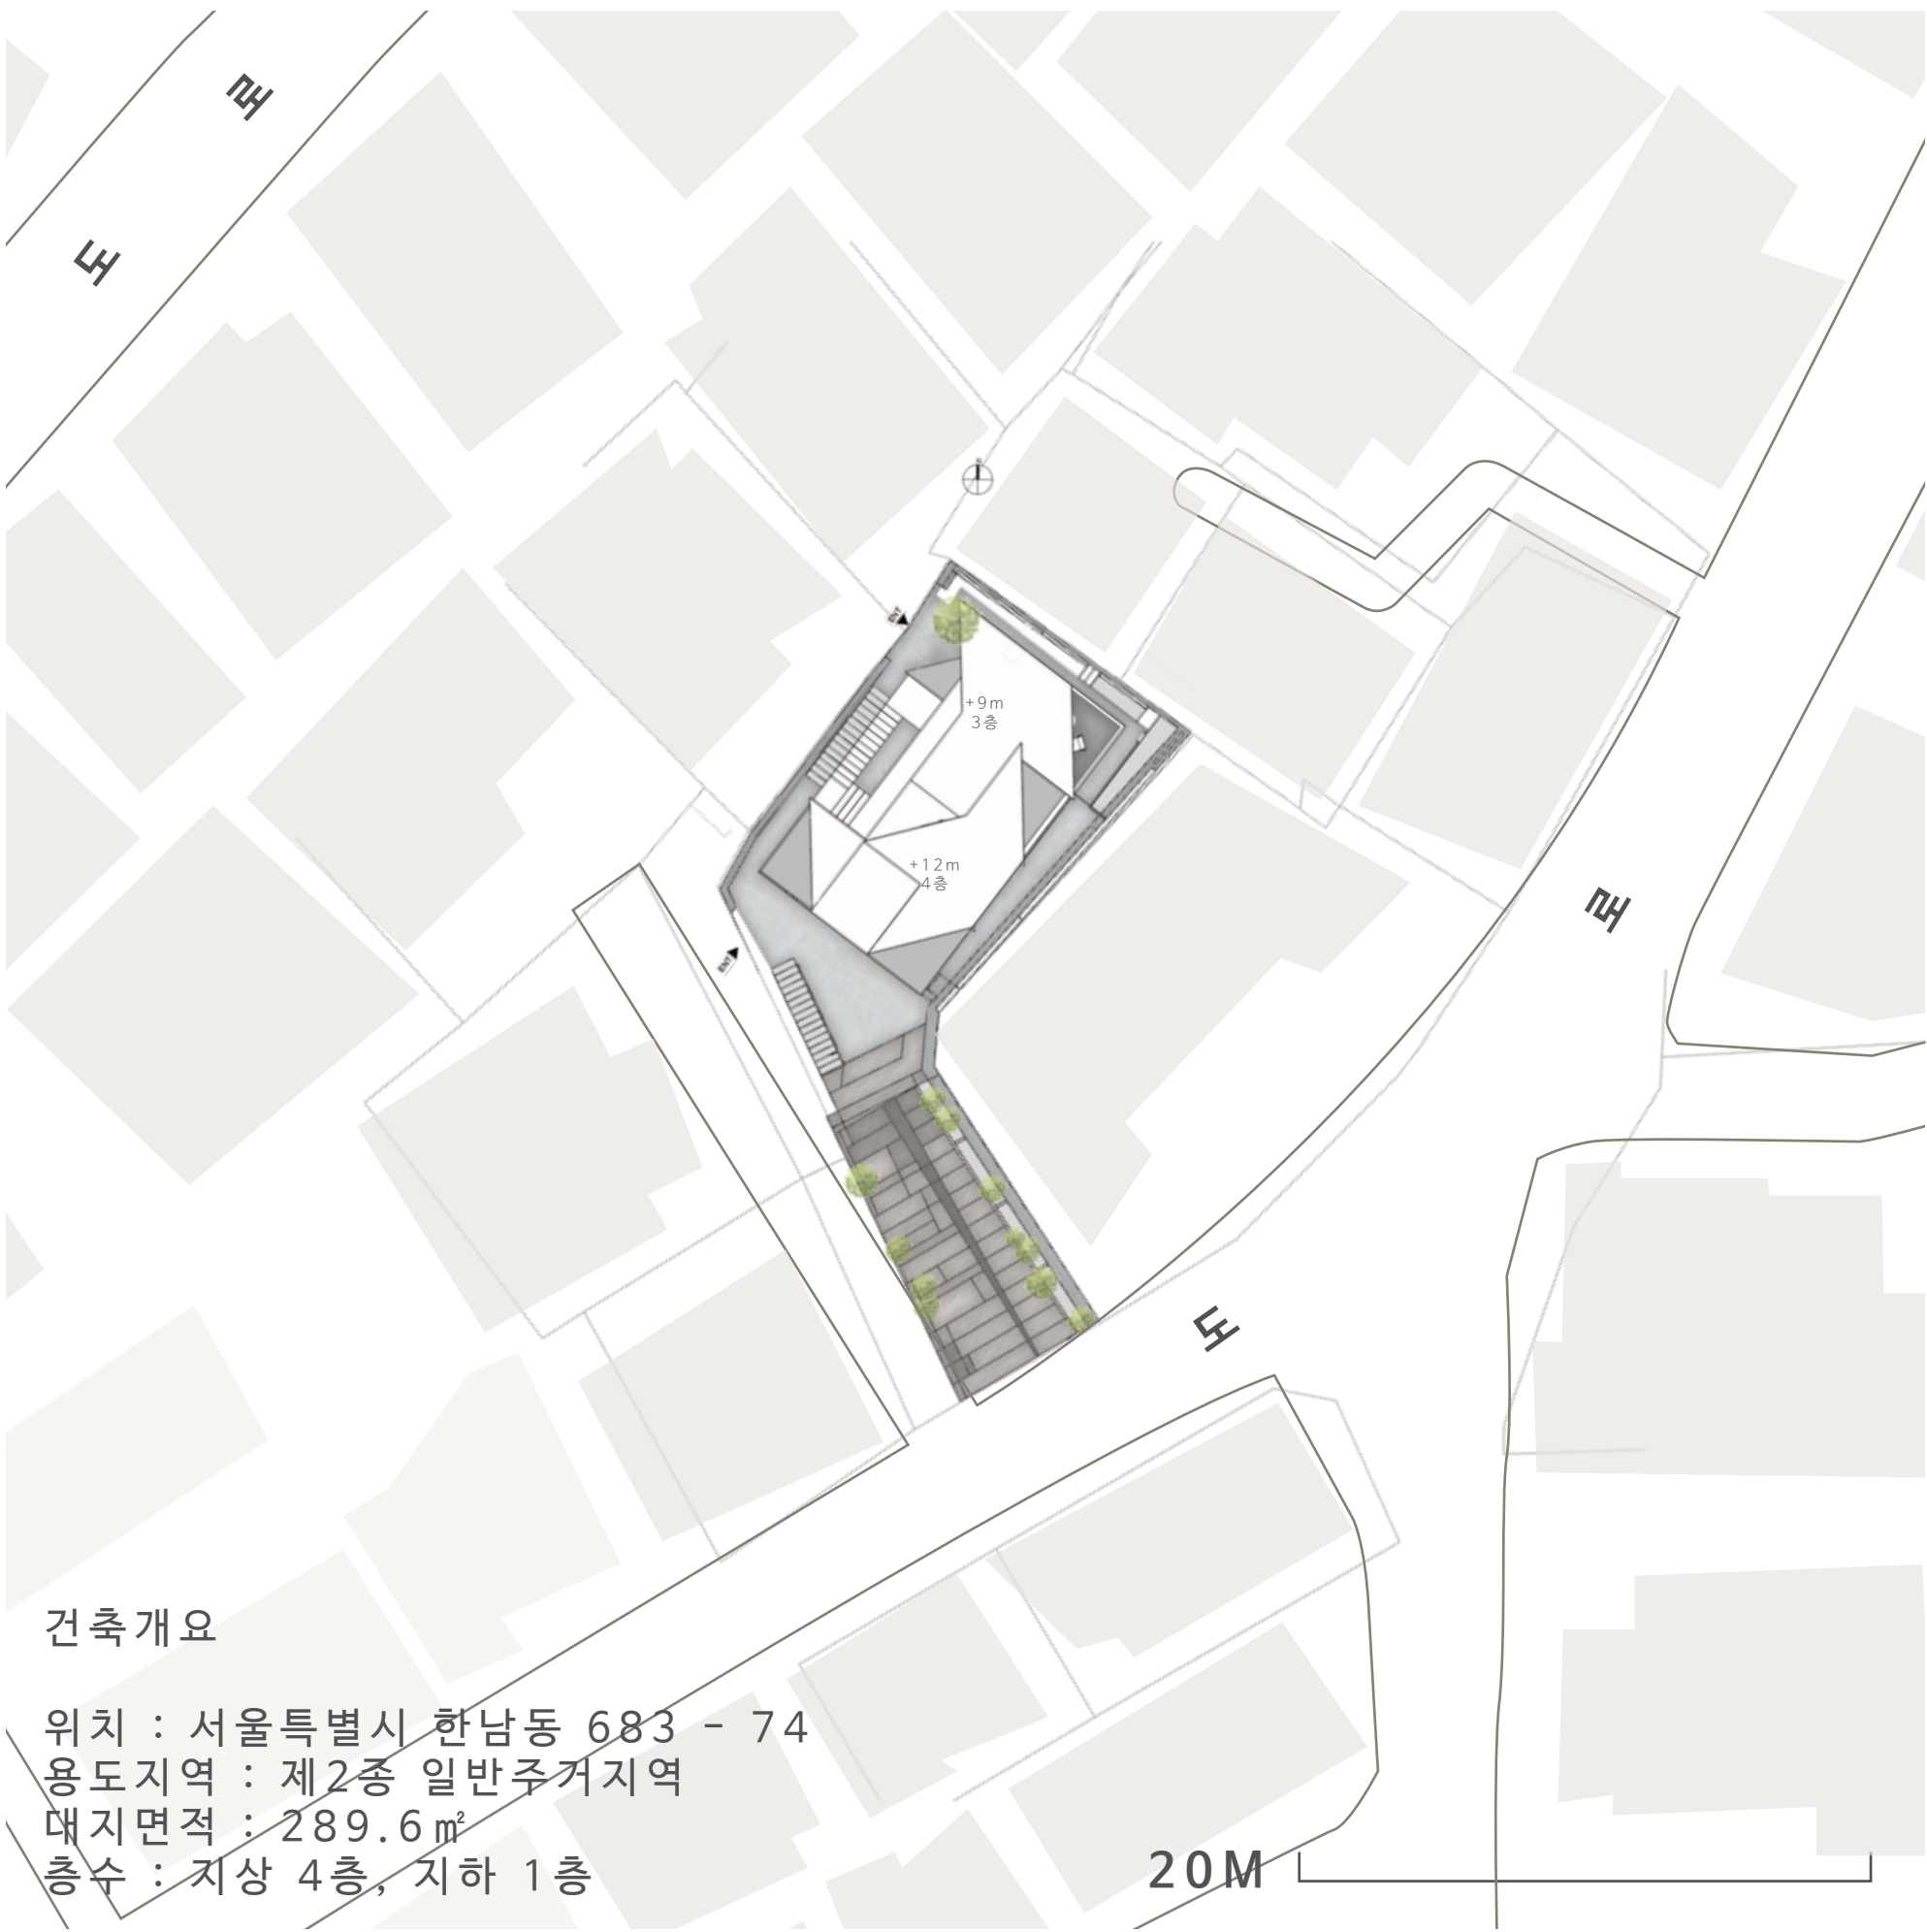 로
도
ENT
+9m
3층
+12m
4층
로
ENT
도
건축개요
위치 : 서울특별시 한남동 683 - 74
용도지역 : 제2종 일반주거지역
대지면적 : 289.6㎡
층수 : 지상 4층, 지하 1층
20M